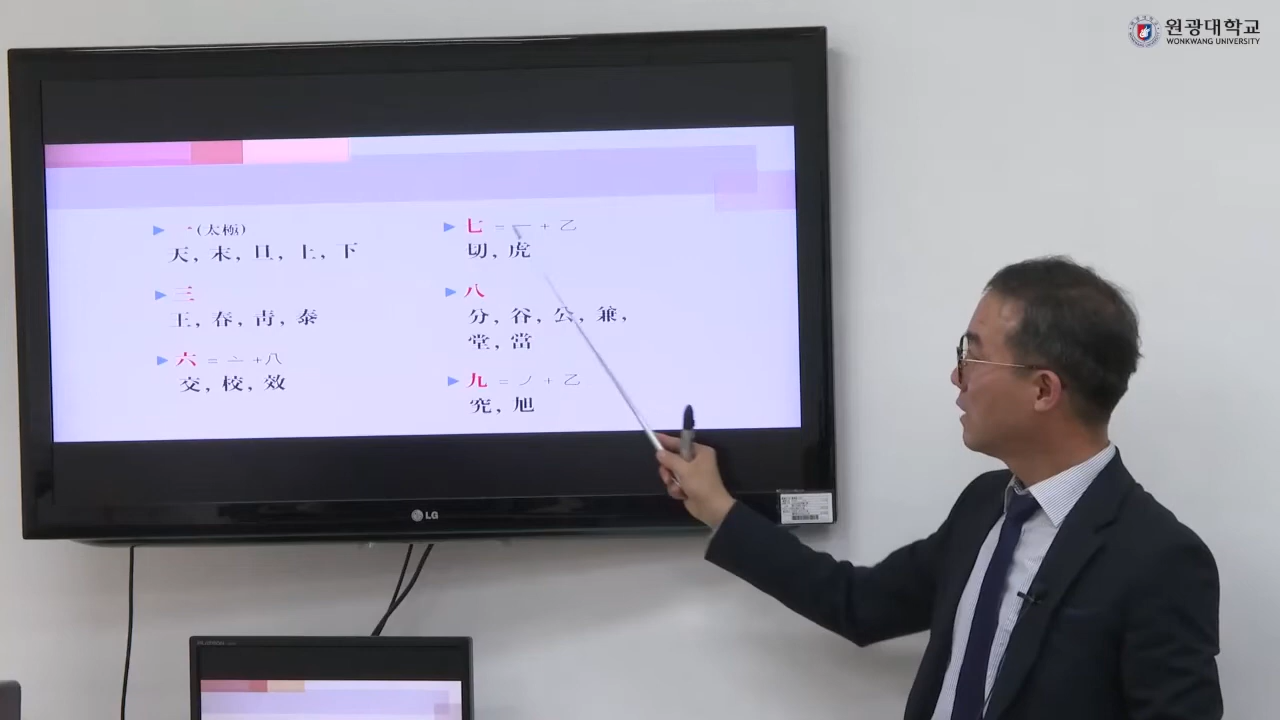 원광대학교
WONKWANG UNIVERSITY
一(太極)
天, 末, 旦, 上, 下
三
王, 春, 靑, 泰
六 = 亠 +八
交, 校, 效
七 = 一 + 乙
切, 虎
八
分, 谷, 公, 兼,
堂, 當
九 = ノ + 乙
究, 旭
LG